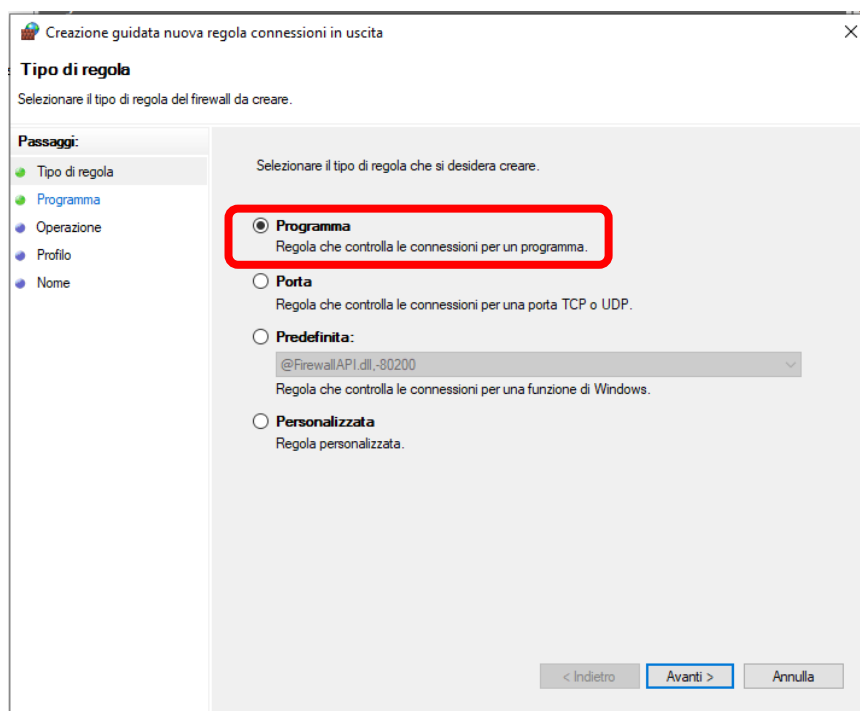 Creazione guidata nuova regola connessioni in uscita
Tipo di regola
Selezionare il tipo di regola del firewall da creare.
Passaggi:
Tipo di regola
Programma
Operazione
Profilo
Nome
Selezionare il tipo di regola che si desidera creare.
Programma
Regola che controlla le connessioni per un programma.
Porta
Regola che controlla le connessioni per una porta TCP o UDP.
Predefinita:
@FirewallAPI.dll,-80200
Regola che controlla le connessioni per una funzione di Windows.
Personalizzata
Regola personalizzata.
< Indietro
Avanti >
Annulla